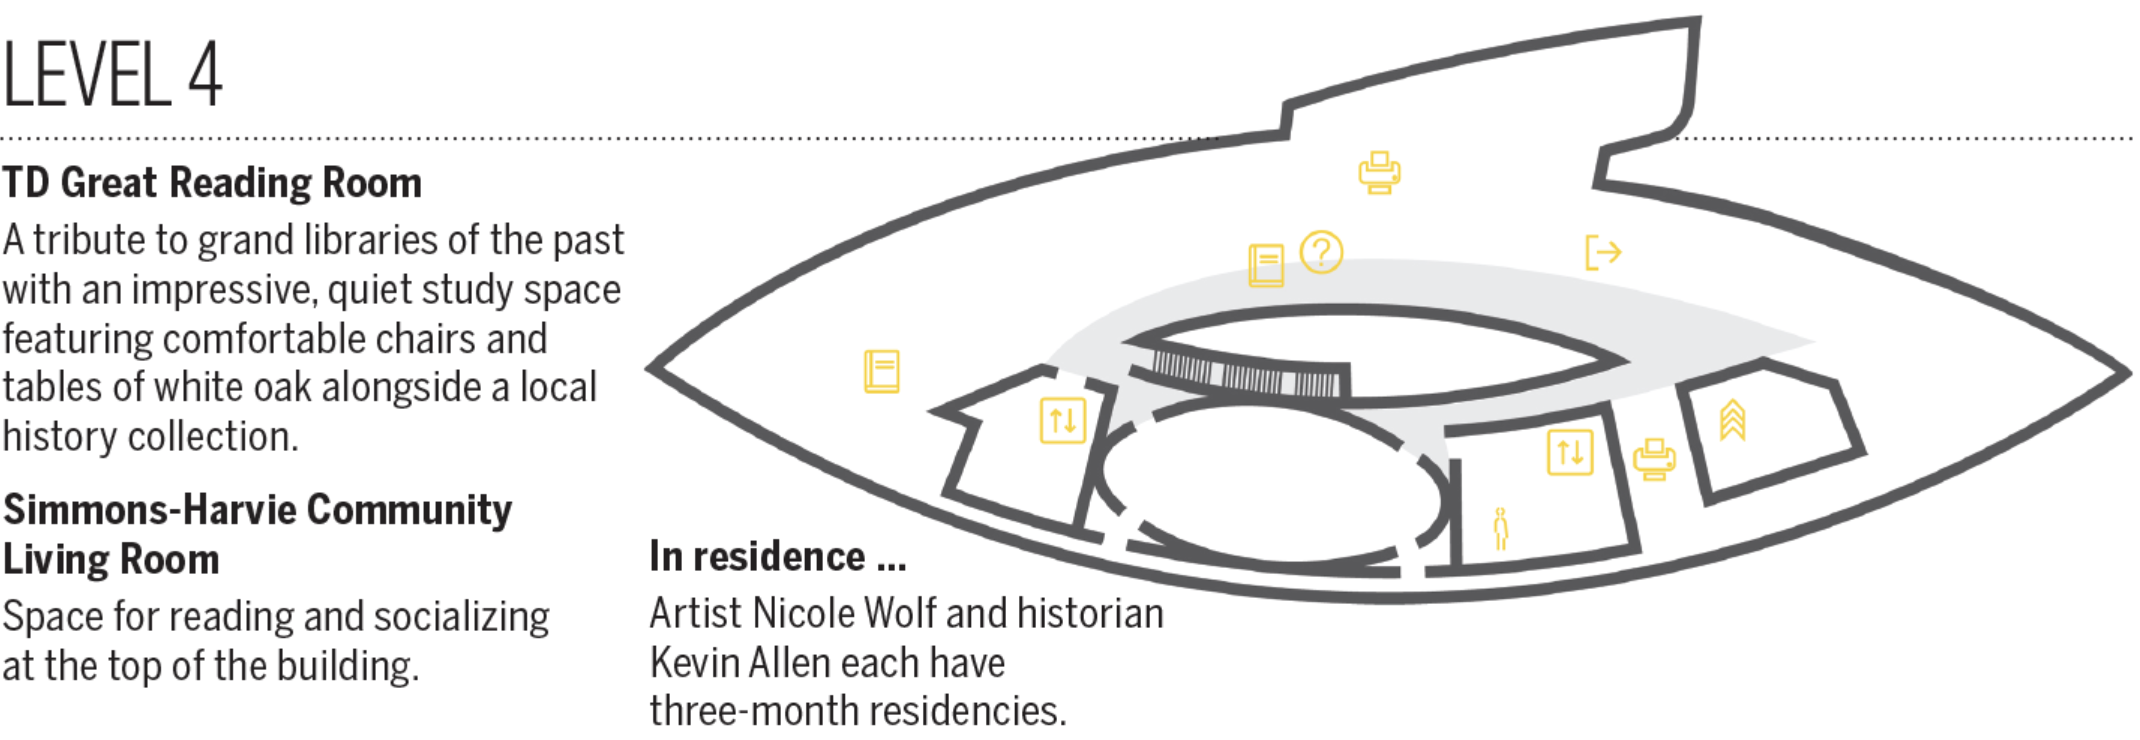 LEVEL 4
TD Great Reading Room
A tribute to grand libraries of the past
with an impressive, quiet study space
featuring comfortable chairs and
tables of white oak alongside a local
history collection.
Simmons-Harvie Community
Living Room
Space for reading and socializing
at the top of the building.
In residence ...
Artist Nicole Wolf and historian
Kevin Allen each have
three-month residencies.
?